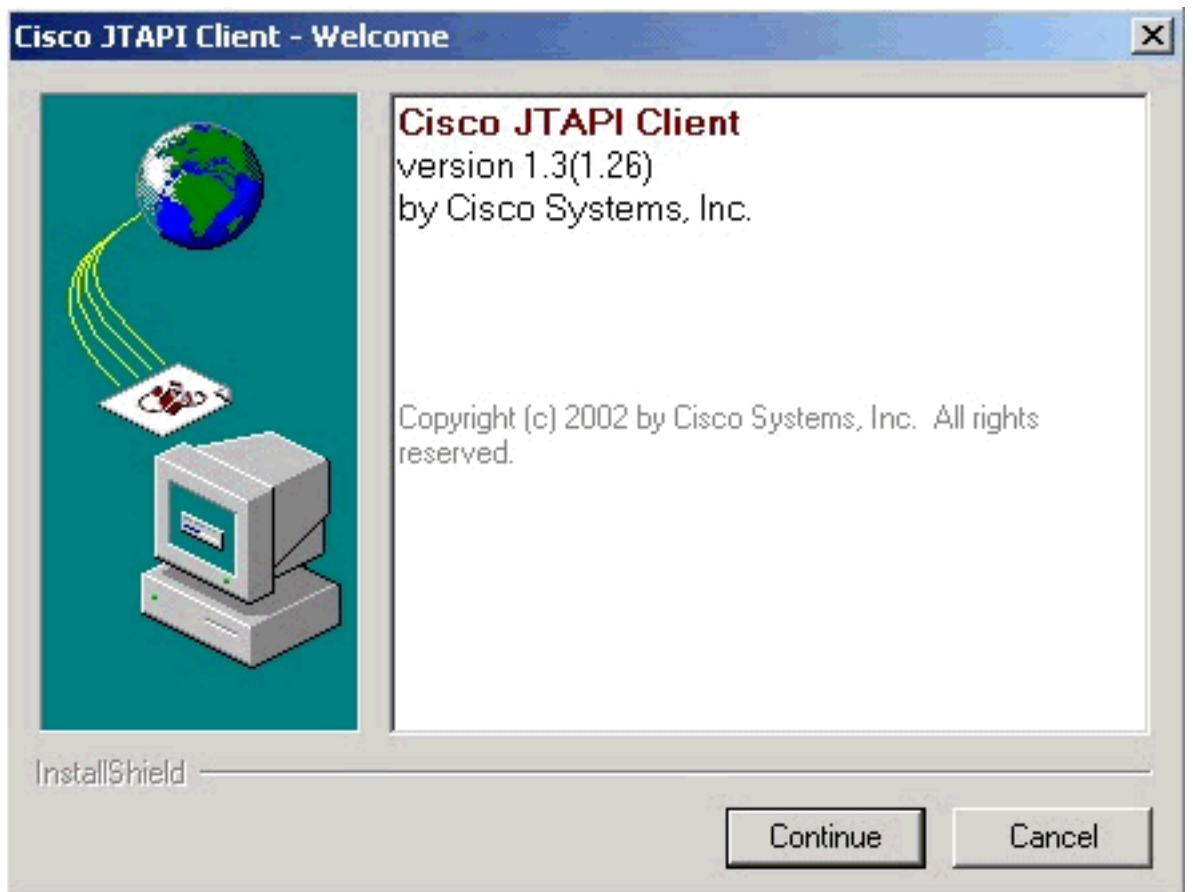 Cisco JTAPI Client - Welcome
Cisco JTAPI Client
version 1.3(1.26)
by Cisco Systems, Inc.
Copyright (c) 2002 by Cisco Systems, Inc.  All rights
reserved.
InstallShield
Continue
Cancel